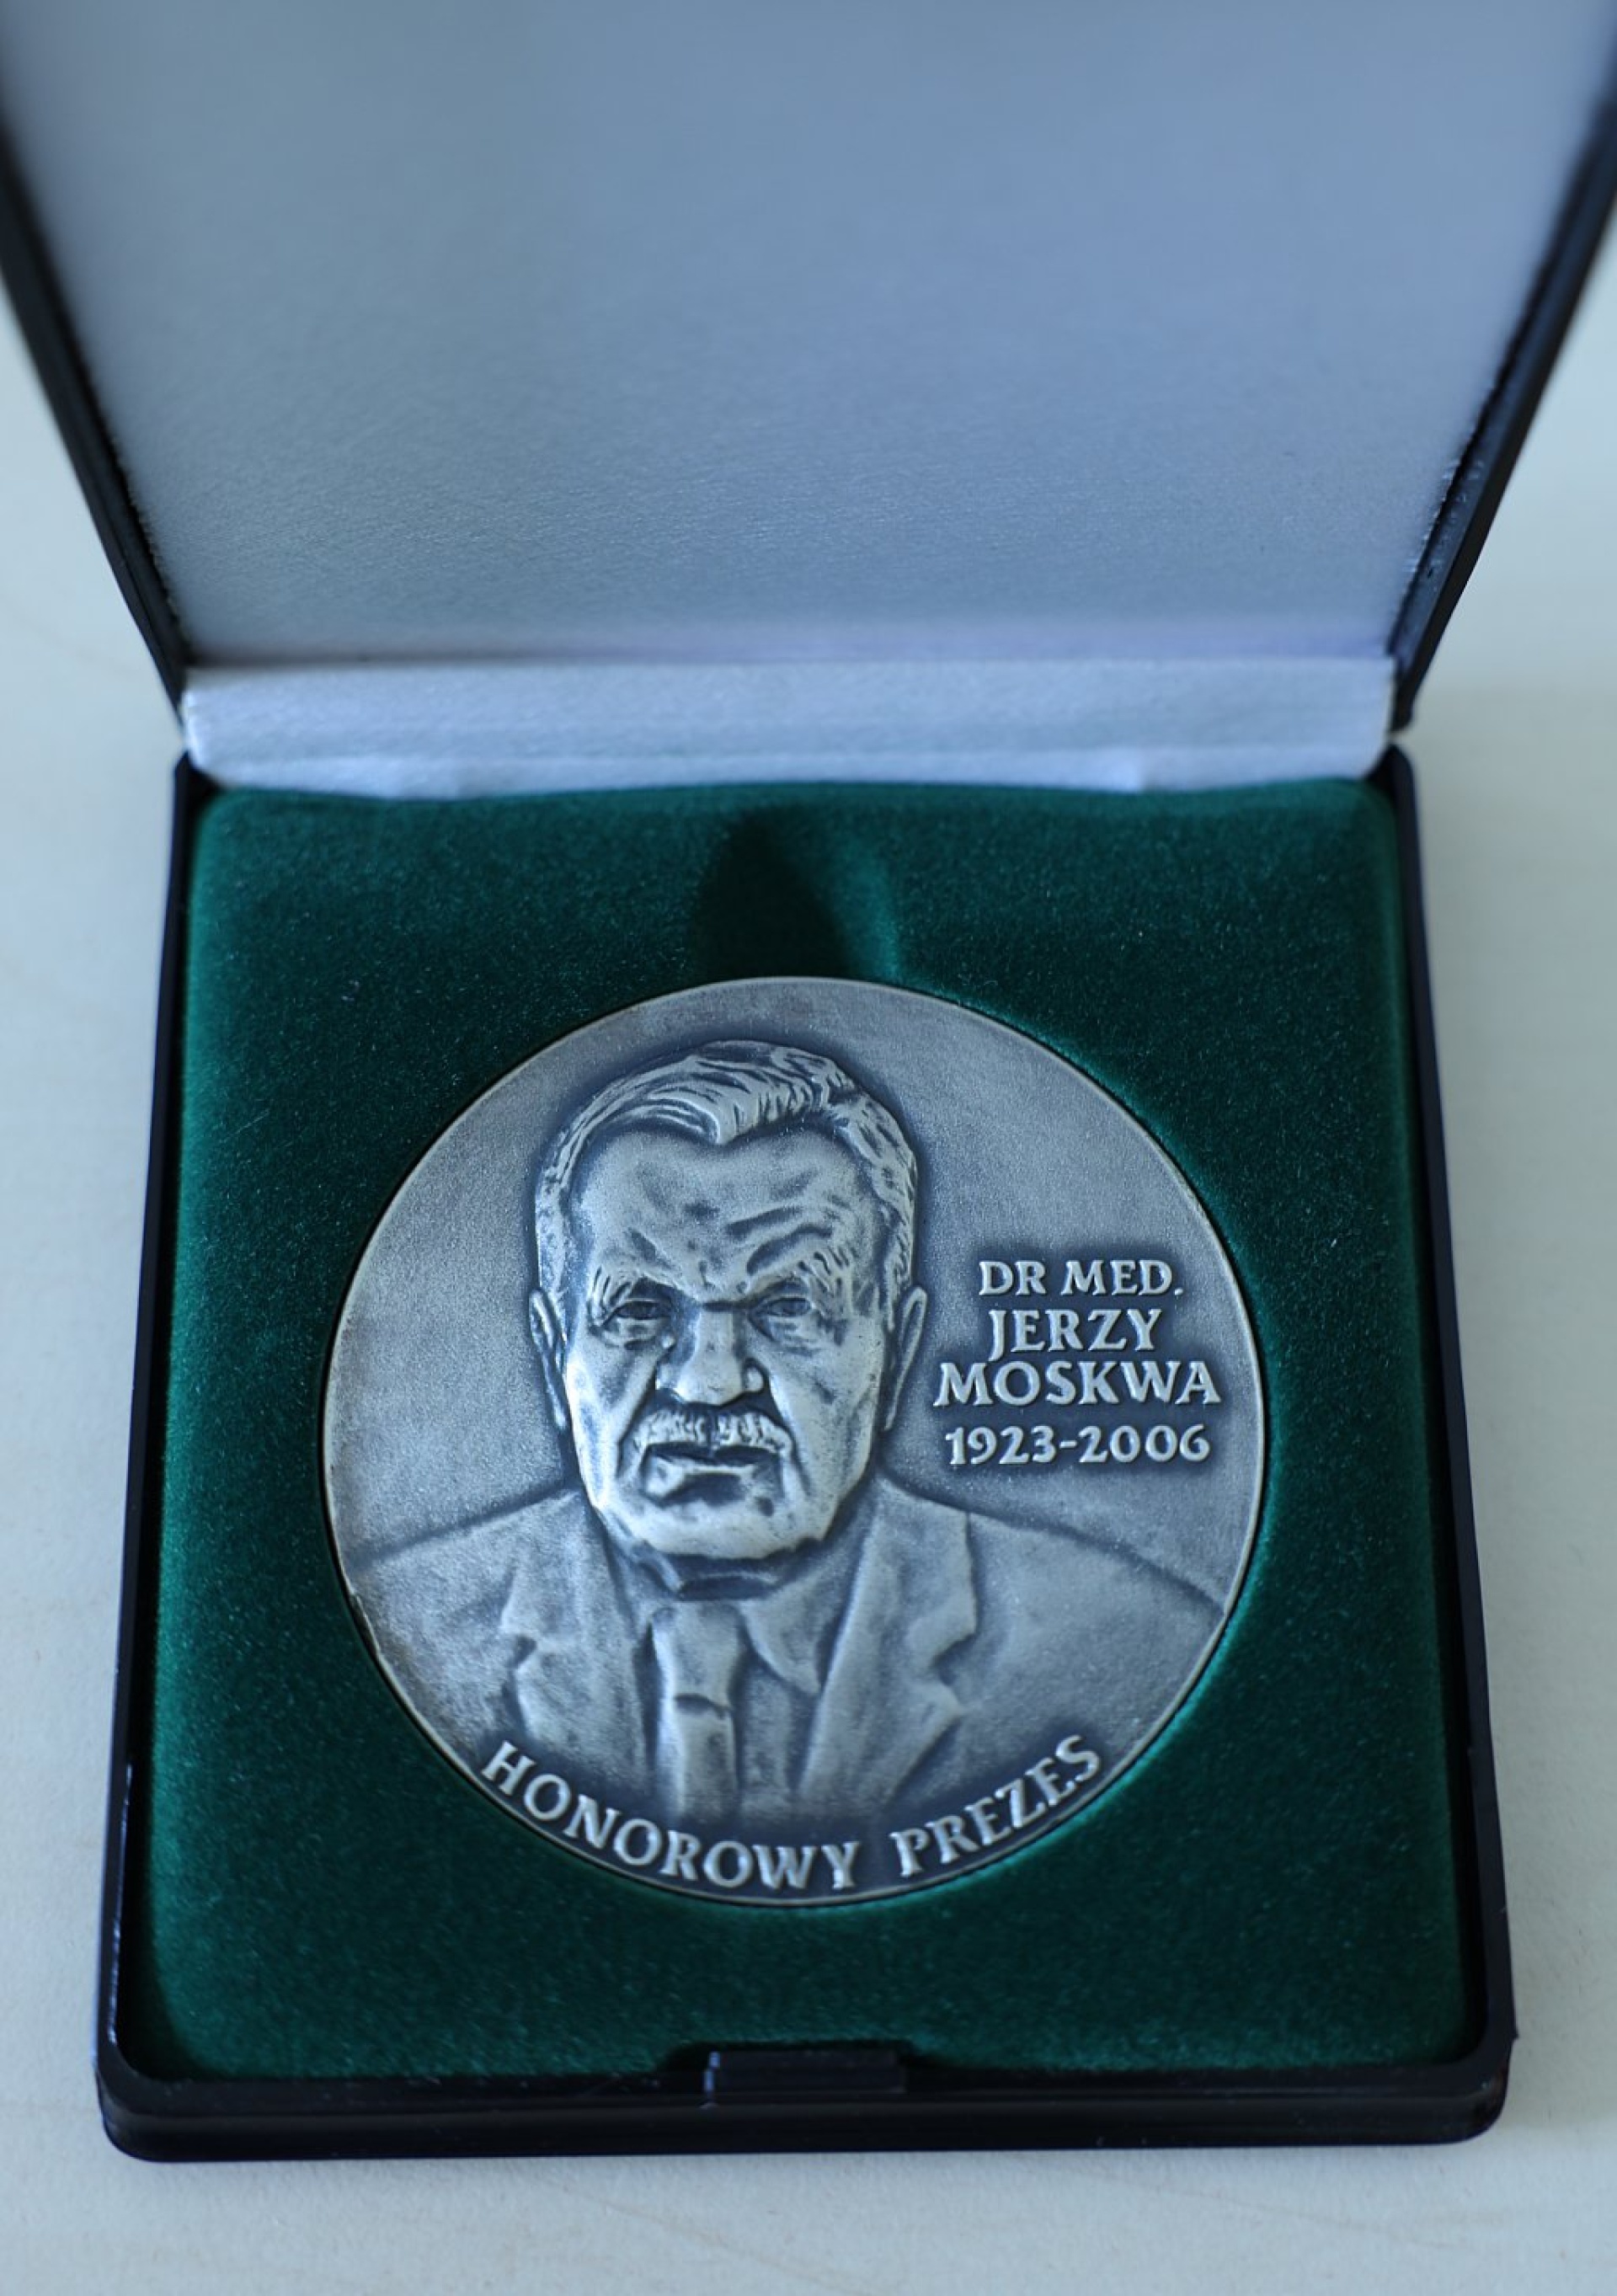 DR MED.
JERZY
MOSKWA
1923-2006
HONOROWY PREZES